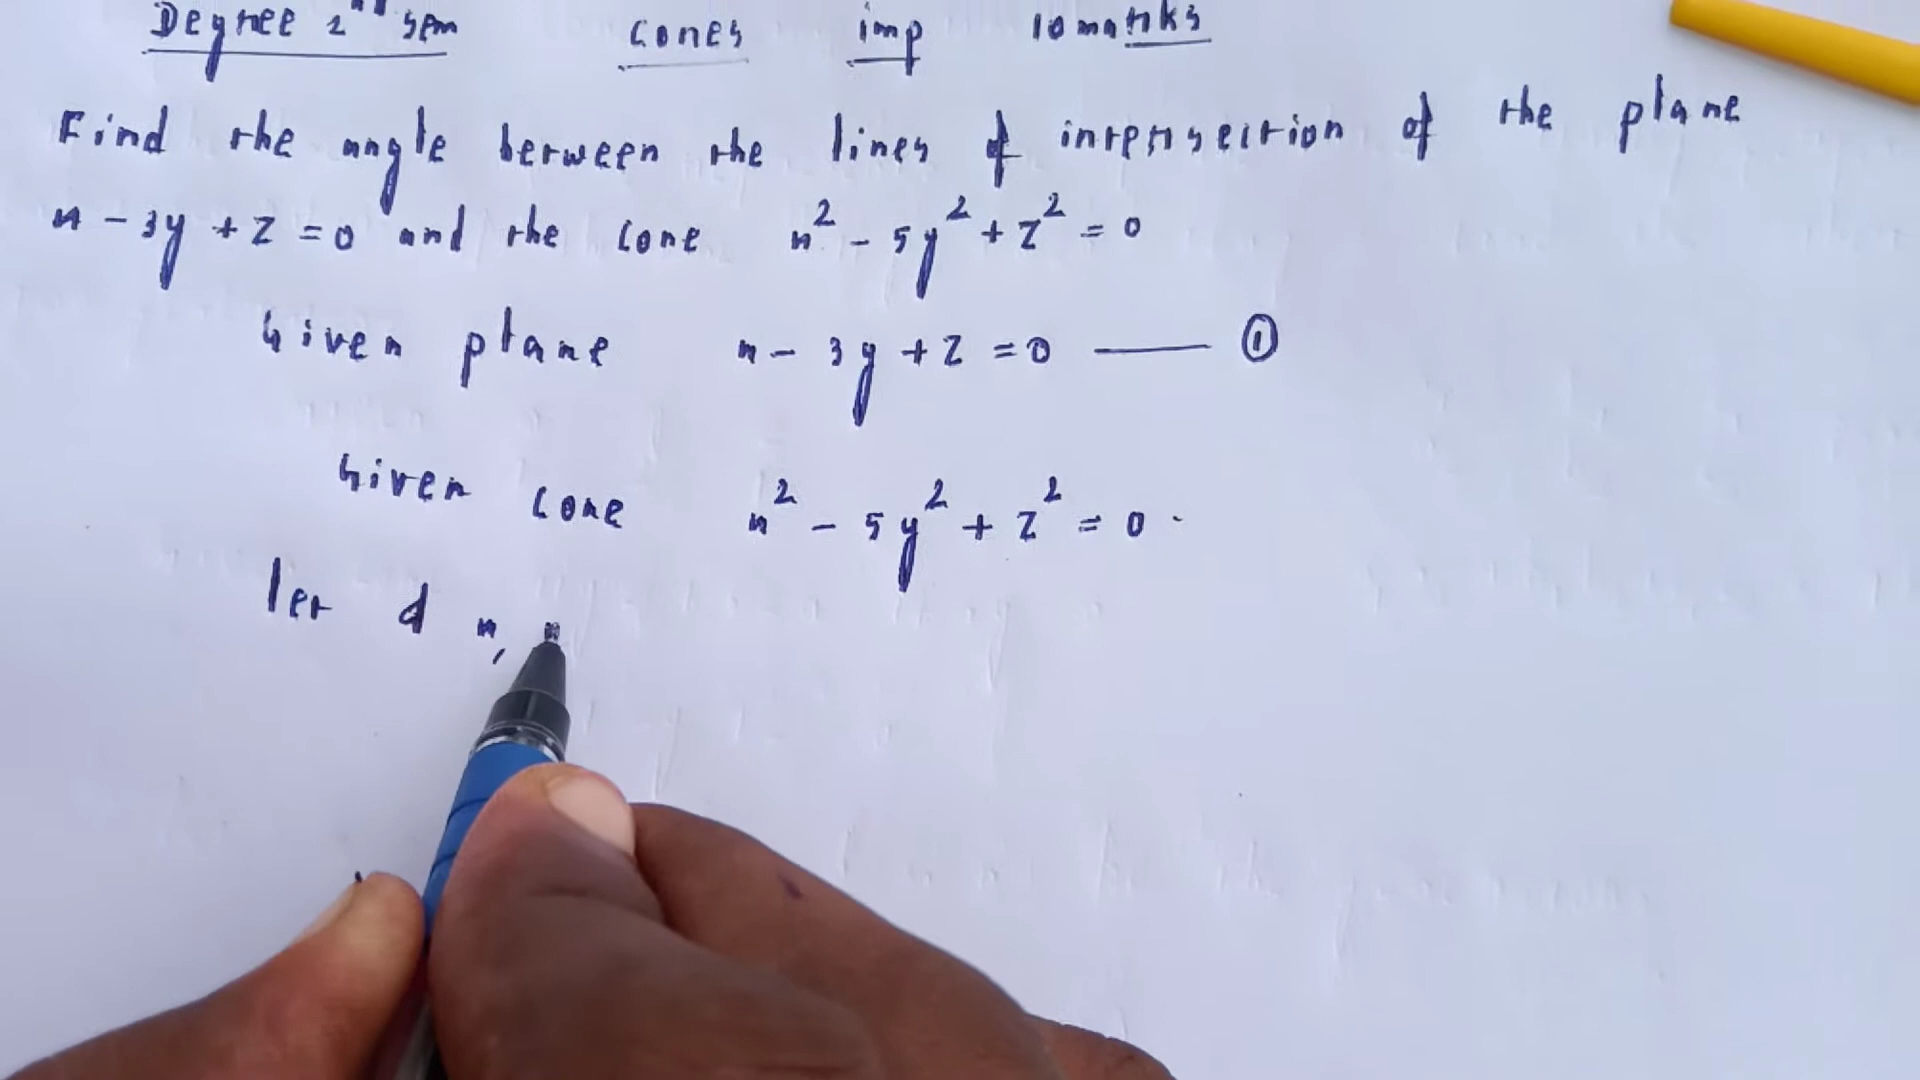 Degree 2nd sem cones imp 10 marks
Find the angle between the lines of intersection of the plane
x - 3y + z = 0 and the cone x² - 5y² + z² = 0
Given plane x - 3y + z = 0 —— ①
Given cone x² - 5y² + z² = 0
let